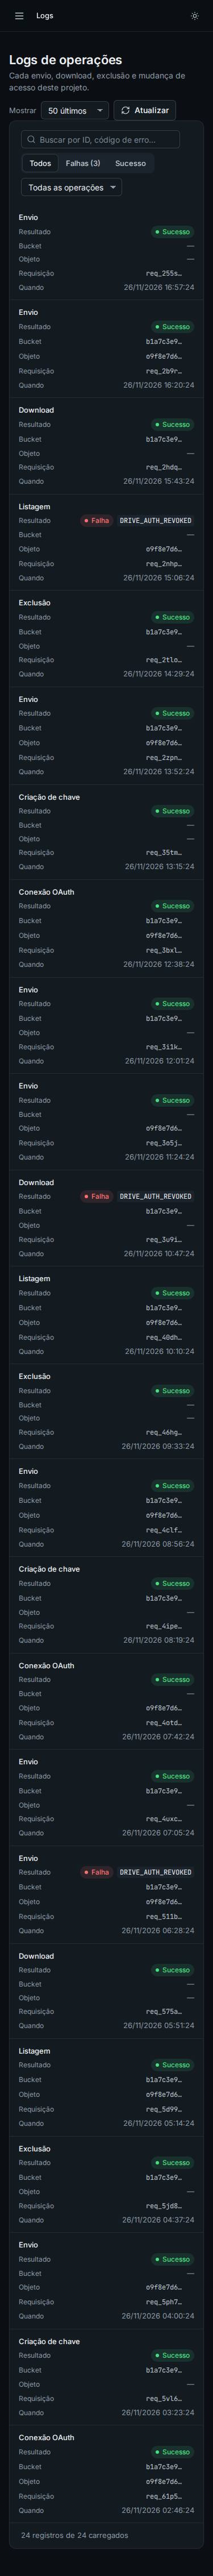 Logs
Logs de operações
Cada envio, download, exclusão e mudança de
acesso deste projeto.
Mostrar 50 últimos Atualizar
Buscar por ID, código de erro...
Todos Falhas (3) Sucesso
Todas as operações
Envio
Resultado Sucesso
Bucket —
Objeto —
Requisição req_255s…
Quando 26/11/2026 16:57:24
Envio
Resultado Sucesso
Bucket b1a7c3e9…
Objeto o9f8e7d6…
Requisição req_2b9r…
Quando 26/11/2026 16:20:24
Download
Resultado Sucesso
Bucket b1a7c3e9…
Objeto —
Requisição req_2hdq…
Quando 26/11/2026 15:43:24
Listagem
Resultado Falha DRIVE_AUTH_REVOKED
Bucket —
Objeto o9f8e7d6…
Requisição req_2nhp…
Quando 26/11/2026 15:06:24
Exclusão
Resultado Sucesso
Bucket b1a7c3e9…
Objeto —
Requisição req_2tlo…
Quando 26/11/2026 14:29:24
Envio
Resultado Sucesso
Bucket b1a7c3e9…
Objeto o9f8e7d6…
Requisição req_2zpn…
Quando 26/11/2026 13:52:24
Criação de chave
Resultado Sucesso
Bucket —
Objeto —
Requisição req_35tm…
Quando 26/11/2026 13:15:24
Conexão OAuth
Resultado Sucesso
Bucket b1a7c3e9…
Objeto o9f8e7d6…
Requisição req_3bxl…
Quando 26/11/2026 12:38:24
Envio
Resultado Sucesso
Bucket b1a7c3e9…
Objeto —
Requisição req_3i1k…
Quando 26/11/2026 12:01:24
Envio
Resultado Sucesso
Bucket —
Objeto o9f8e7d6…
Requisição req_3o5j…
Quando 26/11/2026 11:24:24
Download
Resultado Falha DRIVE_AUTH_REVOKED
Bucket b1a7c3e9…
Objeto —
Requisição req_3u9i…
Quando 26/11/2026 10:47:24
Listagem
Resultado Sucesso
Bucket b1a7c3e9…
Objeto o9f8e7d6…
Requisição req_40dh…
Quando 26/11/2026 10:10:24
Exclusão
Resultado Sucesso
Bucket —
Objeto —
Requisição req_46hg…
Quando 26/11/2026 09:33:24
Envio
Resultado Sucesso
Bucket b1a7c3e9…
Objeto o9f8e7d6…
Requisição req_4clf…
Quando 26/11/2026 08:56:24
Criação de chave
Resultado Sucesso
Bucket b1a7c3e9…
Objeto —
Requisição req_4ipe…
Quando 26/11/2026 08:19:24
Conexão OAuth
Resultado Sucesso
Bucket —
Objeto o9f8e7d6…
Requisição req_4otd…
Quando 26/11/2026 07:42:24
Envio
Resultado Sucesso
Bucket b1a7c3e9…
Objeto —
Requisição req_4uxc…
Quando 26/11/2026 07:05:24
Envio
Resultado Falha DRIVE_AUTH_REVOKED
Bucket b1a7c3e9…
Objeto o9f8e7d6…
Requisição req_511b…
Quando 26/11/2026 06:28:24
Download
Resultado Sucesso
Bucket —
Objeto —
Requisição req_575a…
Quando 26/11/2026 05:51:24
Listagem
Resultado Sucesso
Bucket b1a7c3e9…
Objeto o9f8e7d6…
Requisição req_5d99…
Quando 26/11/2026 05:14:24
Exclusão
Resultado Sucesso
Bucket b1a7c3e9…
Objeto —
Requisição req_5jd8…
Quando 26/11/2026 04:37:24
Envio
Resultado Sucesso
Bucket —
Objeto o9f8e7d6…
Requisição req_5ph7…
Quando 26/11/2026 04:00:24
Criação de chave
Resultado Sucesso
Bucket b1a7c3e9…
Objeto —
Requisição req_5vl6…
Quando 26/11/2026 03:23:24
Conexão OAuth
Resultado Sucesso
Bucket b1a7c3e9…
Objeto o9f8e7d6…
Requisição req_61p5…
Quando 26/11/2026 02:46:24
24 registros de 24 carregados